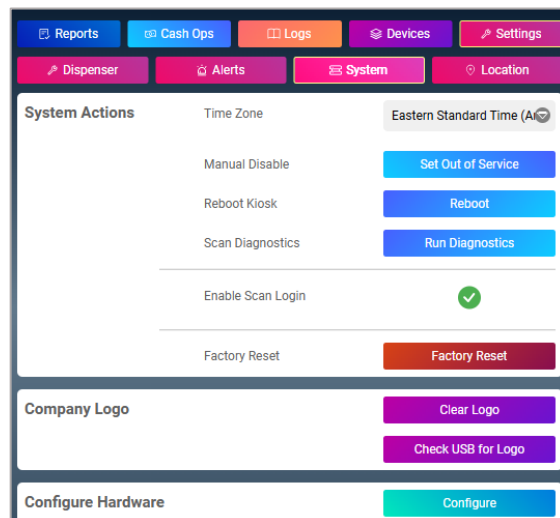 Reports Cash Ops Logs Devices Settings
Dispenser Alerts System Location
System Actions Time Zone Eastern Standard Time (A
Manual Disable Set Out of Service
Reboot Kiosk Reboot
Scan Diagnostics Run Diagnostics
Enable Scan Login
Factory Reset Factory Reset
Company Logo Clear Logo
Check USB for Logo
Configure Hardware Configure